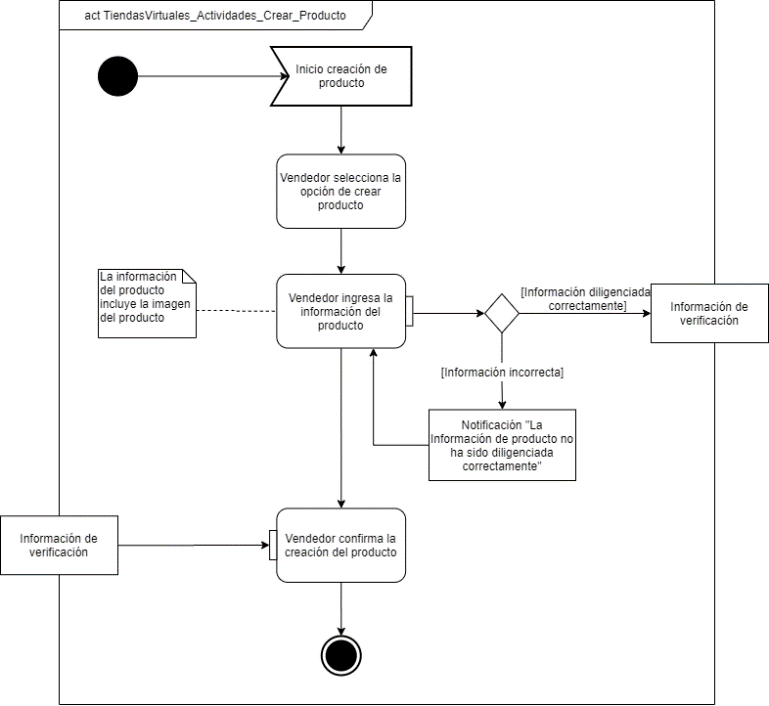 act TiendasVirtuales_Actividades_Crear_Producto
Inicio creación de
producto
Vendedor selecciona la
opción de crear
producto
La información
del producto
incluye la imagen
del producto
Vendedor ingresa la
información del
producto
[Información diligenciada
correctamente]
Información de
verificación
[Información incorrecta]
Notificación "La
Información de producto no
ha sido diligenciada
correctamente"
Información de
verificación
Vendedor confirma la
creación del producto